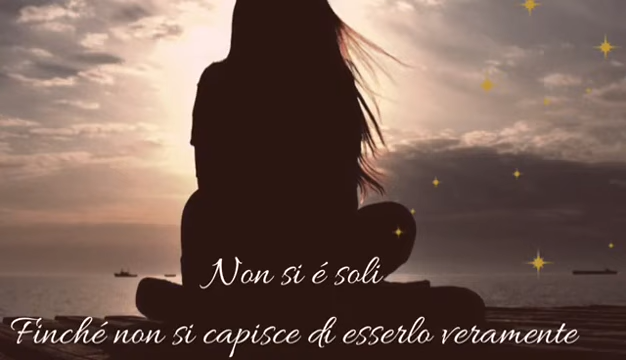 Non si é soli
Finché non si capisce di esserlo veramente